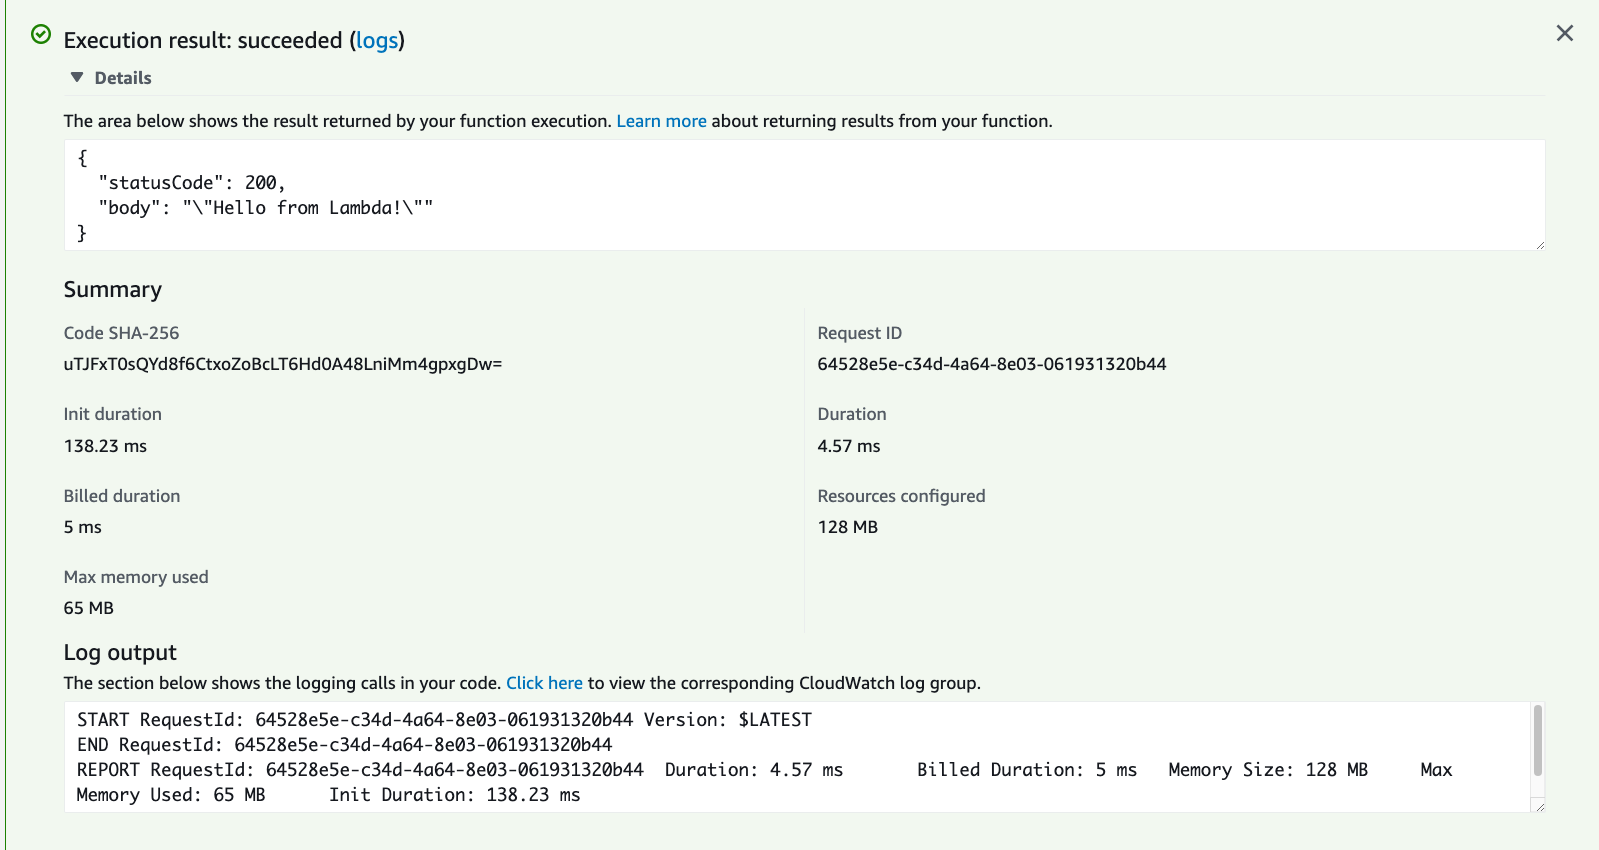 Execution result: succeeded (logs)
Details
The area below shows the result returned by your function execution. Learn more about returning results from your function.
{
  "statusCode": 200,
  "body": "\"Hello from Lambda!\""
}
Summary
Code SHA-256
uTJFxT0sQYd8f6CtxoZoBcLT6Hd0A48LniMm4gpxgDw=
Request ID
64528e5e-c34d-4a64-8e03-061931320b44
Init duration
138.23 ms
Duration
4.57 ms
Billed duration
5 ms
Resources configured
128 MB
Max memory used
65 MB
Log output
The section below shows the logging calls in your code. Click here to view the corresponding CloudWatch log group.
START RequestId: 64528e5e-c34d-4a64-8e03-061931320b44 Version: $LATEST
END RequestId: 64528e5e-c34d-4a64-8e03-061931320b44
REPORT RequestId: 64528e5e-c34d-4a64-8e03-061931320b44  Duration: 4.57 ms       Billed Duration: 5 ms   Memory Size: 128 MB     Max
Memory Used: 65 MB      Init Duration: 138.23 ms